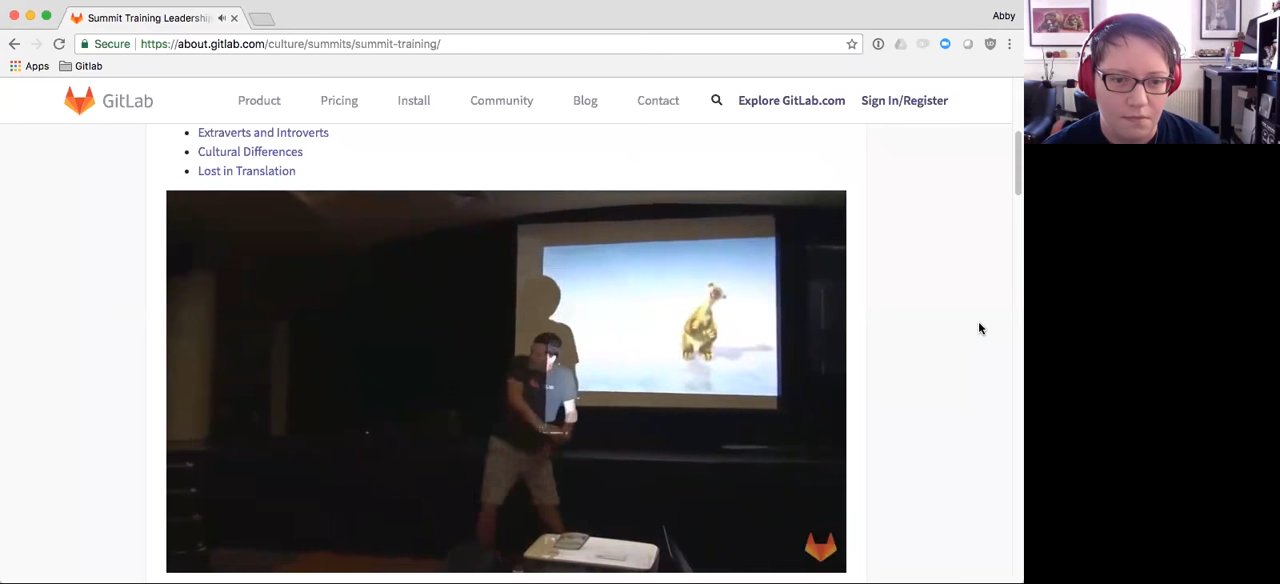 Summit Training Leadership
Abby
Secure | https://about.gitlab.com/culture/summits/summit-training/
Apps Gitlab
GitLab Product Pricing Install Community Blog Contact Explore GitLab.com Sign In/Register
• Extraverts and Introverts
• Cultural Differences
• Lost in Translation